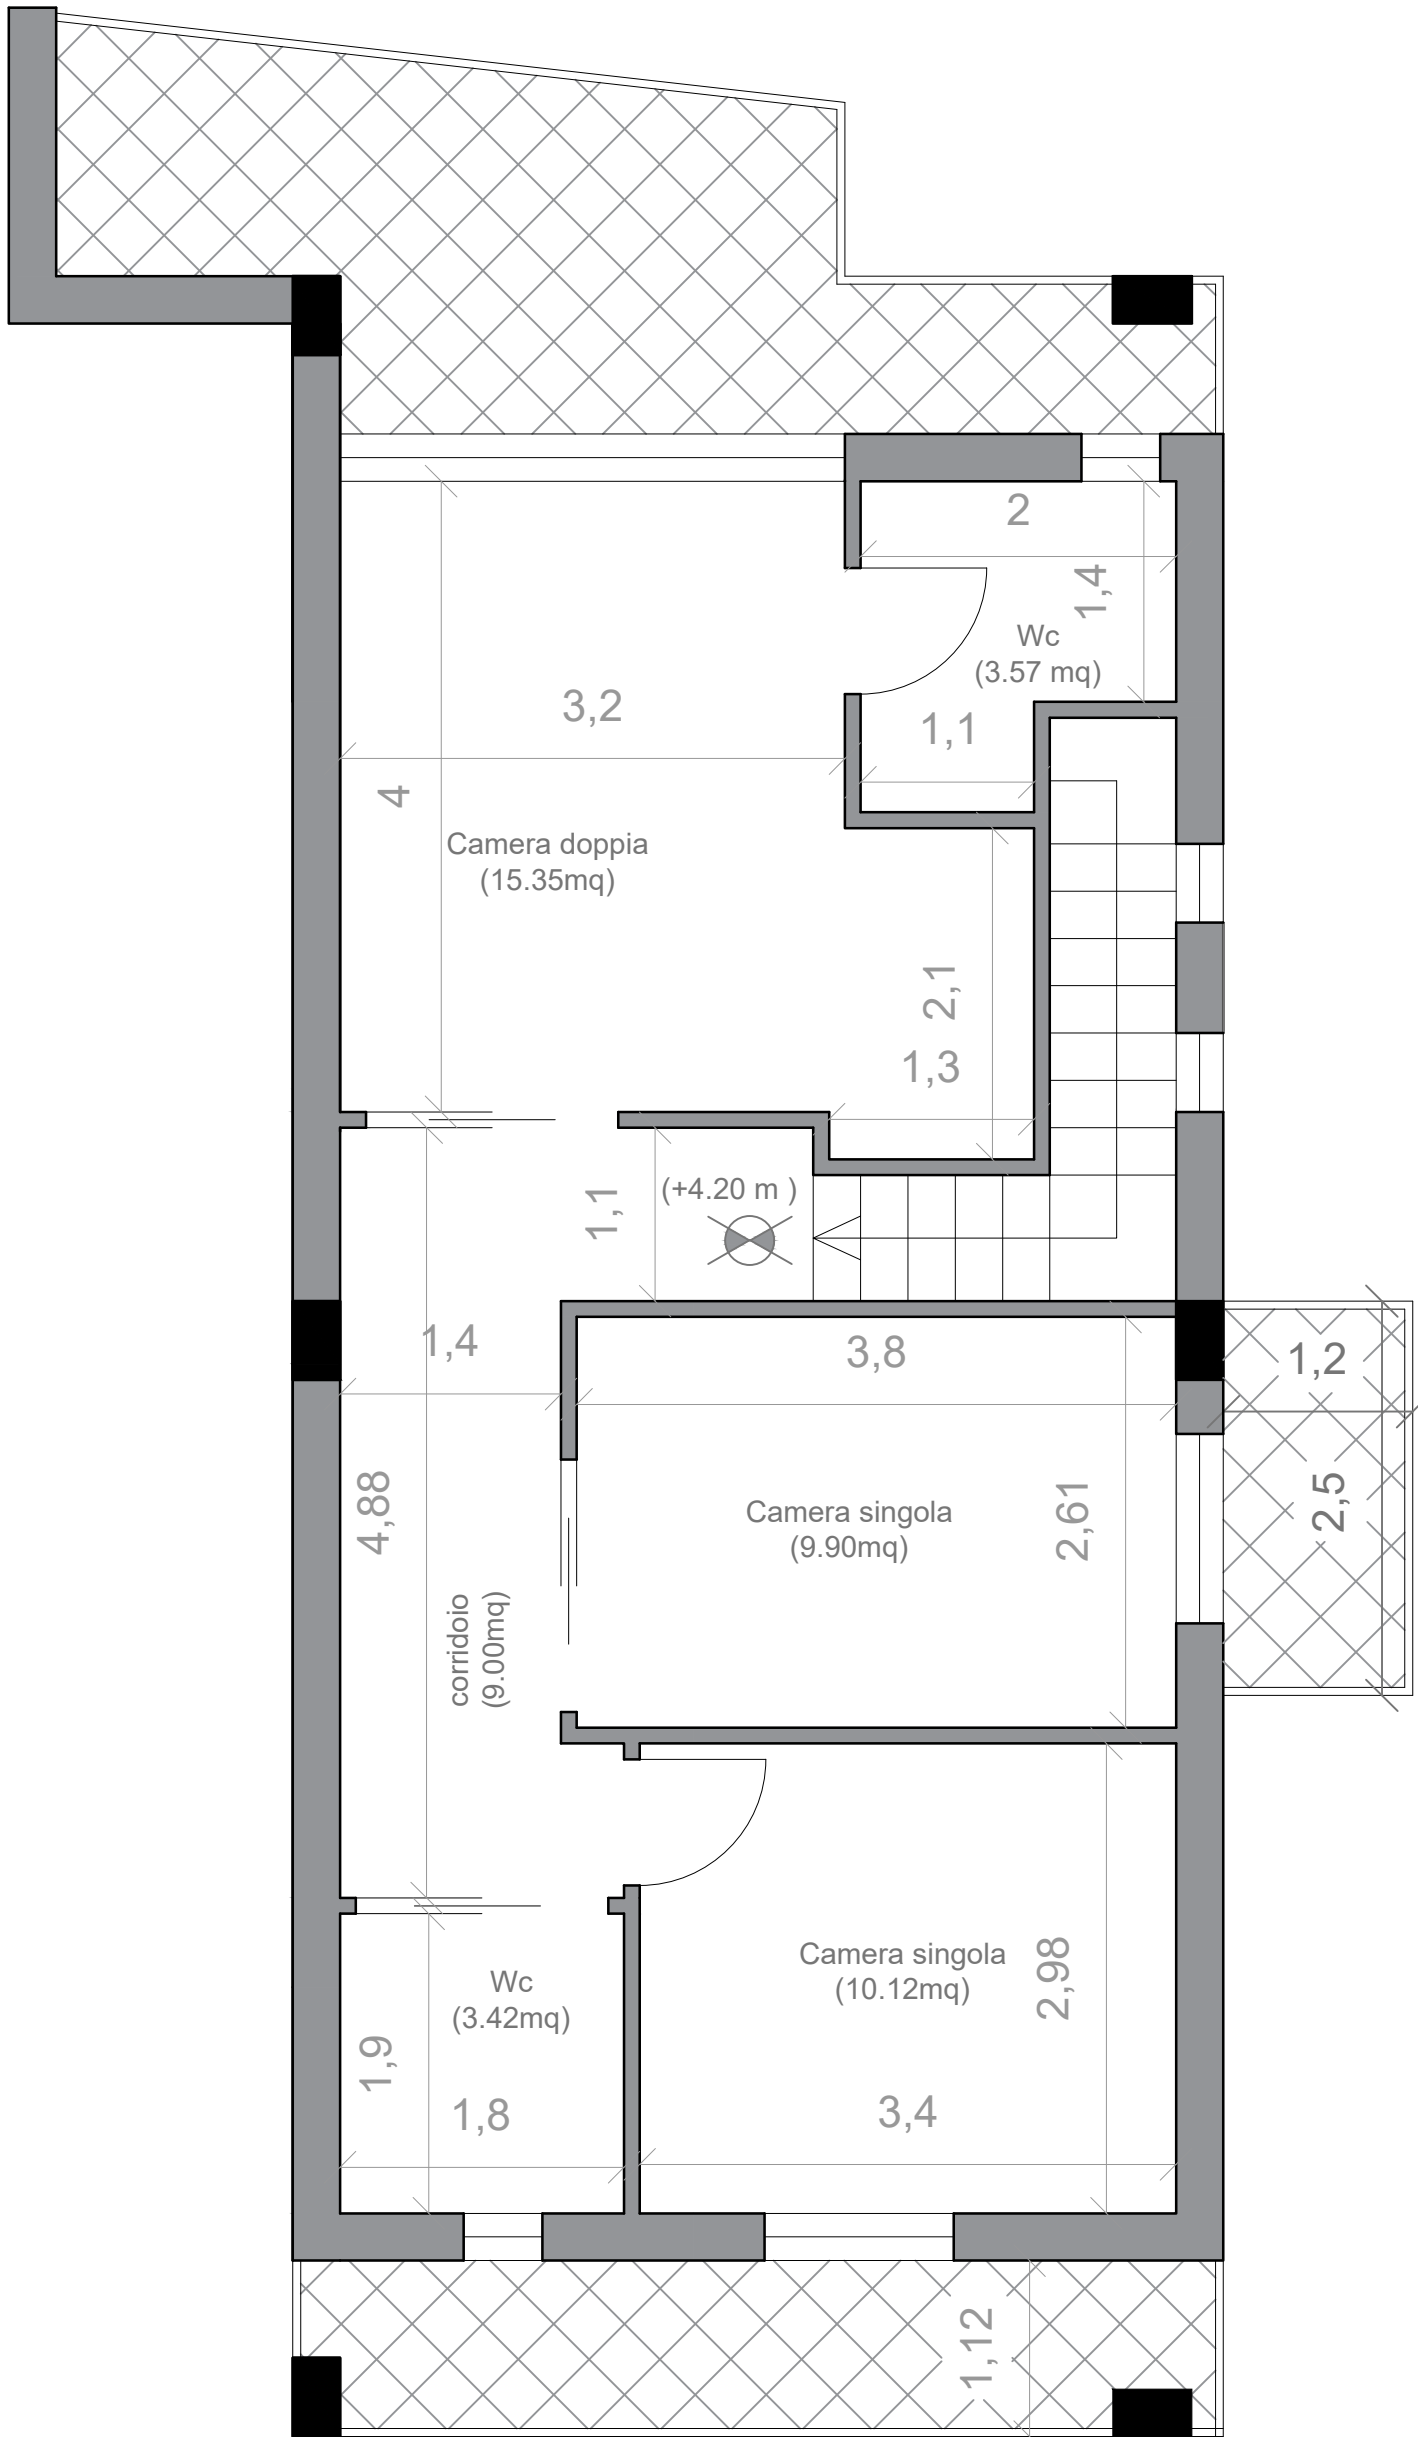 2
1,4
Wc
(3.57 mq)
3,2
1,1
4
Camera doppia
(15.35mq)
2,1
1,3
(+4.20 m )
1,1
1,4
3,8
1,2
4,88
Camera singola
(9.90mq)
2,61
2,5
corridoio
(9.00mq)
Camera singola
(10.12mq)
2,98
Wc
(3.42mq)
1,9
1,8
3,4
1,12